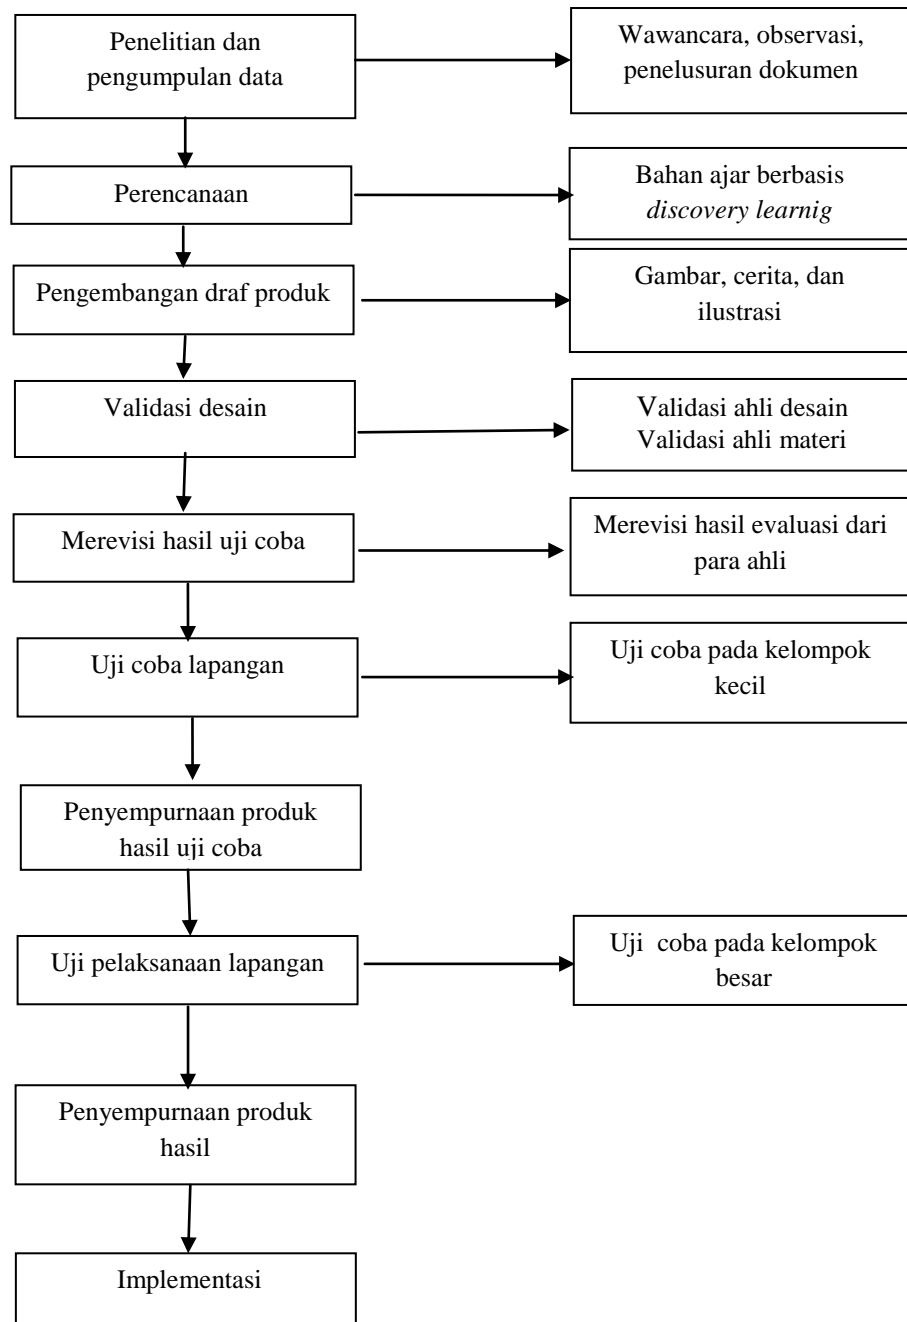 Penelitian dan
pengumpulan data
Wawancara, observasi,
penelusuran dokumen
Perencanaan
Bahan ajar berbasis
discovery learnig
Pengembangan draf produk
Gambar, cerita, dan
ilustrasi
Validasi desain
Validasi ahli desain
Validasi ahli materi
Merevisi hasil uji coba
Merevisi hasil evaluasi dari
para ahli
Uji coba lapangan
Uji coba pada kelompok
kecil
Penyempurnaan produk
hasil uji coba
Uji pelaksanaan lapangan
Uji  coba pada kelompok
besar
Penyempurnaan produk
hasil
Implementasi